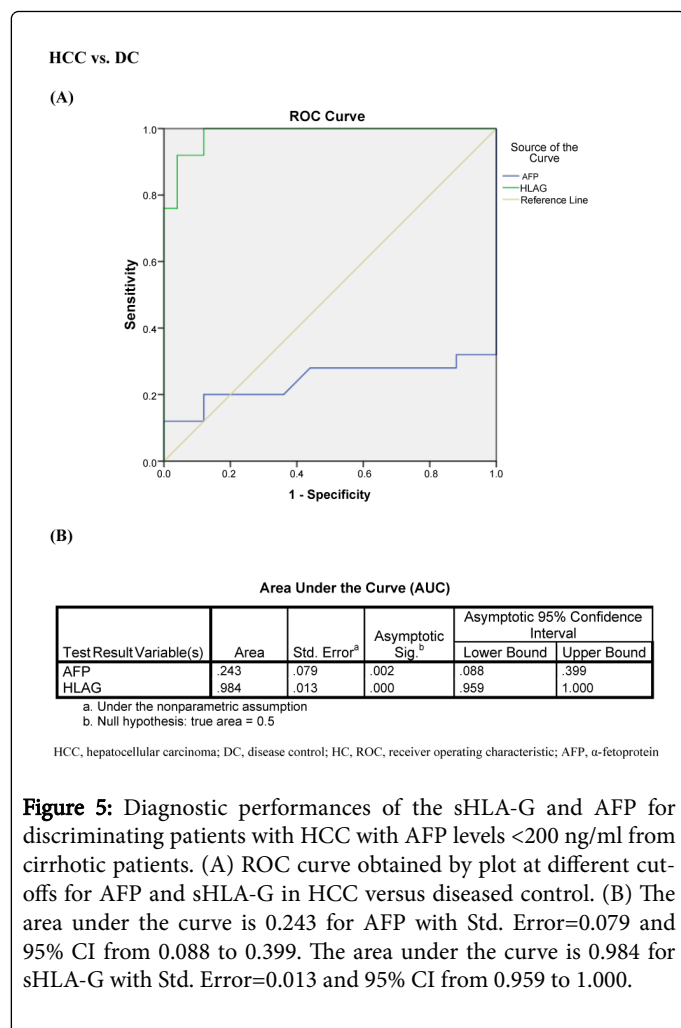 HCC vs. DC
(A)
ROC Curve
1.0
0.8
0.6
0.4
0.2
0.0
Sensitivity
0.0 0.2 0.4 0.6 0.8 1.0
1 - Specificity
Source of the
Curve
AFP
HLAG
Reference Line
(B)
Area Under the Curve (AUC)
Test Result Variable(s) Area Std. Error^a Asymptotic Sig.^b Asymptotic 95% Confidence Interval
Lower Bound Upper Bound
AFP .243 .079 .002 .088 .399
HLAG .984 .013 .000 .959 1.000
a. Under the nonparametric assumption
b. Null hypothesis: true area = 0.5
HCC, hepatocellular carcinoma; DC, disease control; HC, ROC, receiver operating characteristic; AFP, α-fetoprotein
Figure 5: Diagnostic performances of the sHLA-G and AFP for
discriminating patients with HCC with AFP levels <200 ng/ml from
cirrhotic patients. (A) ROC curve obtained by plot at different cut-
offs for AFP and sHLA-G in HCC versus diseased control. (B) The
area under the curve is 0.243 for AFP with Std. Error=0.079 and
95% CI from 0.088 to 0.399. The area under the curve is 0.984 for
sHLA-G with Std. Error=0.013 and 95% CI from 0.959 to 1.000.